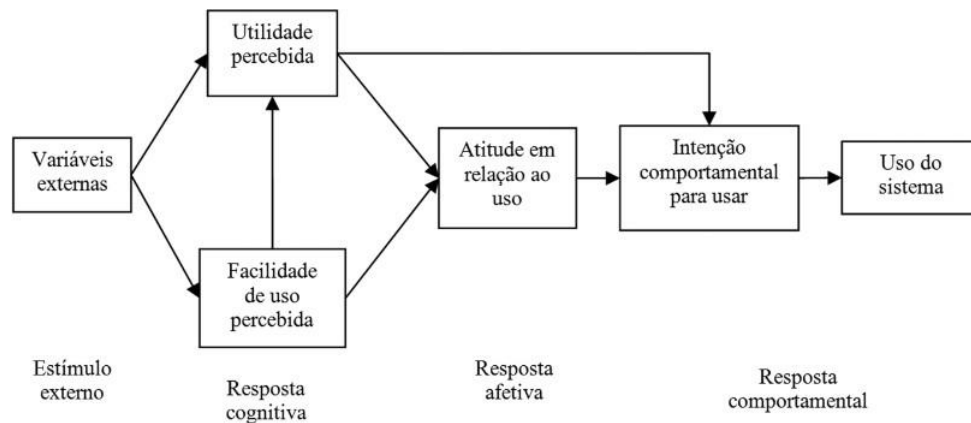 Utilidade
percebida
Variáveis
externas
Atitude em
relação ao
uso
Intenção
comportamental
para usar
Uso do
sistema
Facilidade
de uso
percebida
Estímulo
externo
Resposta
cognitiva
Resposta
afetiva
Resposta
comportamental